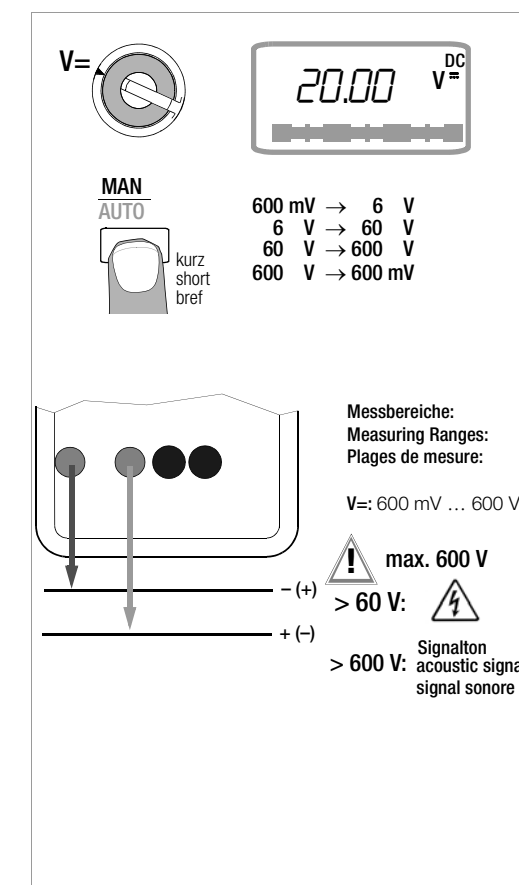 V=
20.00
DC
V
MAN
AUTO
kurz
short
bref
600 mV → 6 V
6 V → 60 V
60 V → 600 V
600 V → 600 mV
Messbereiche:
Measuring Ranges:
Plages de mesure:
V=: 600 mV … 600 V
! max. 600 V
– (+)
> 60 V:
+ (–)
Signalton
> 600 V: acoustic signa
signal sonore